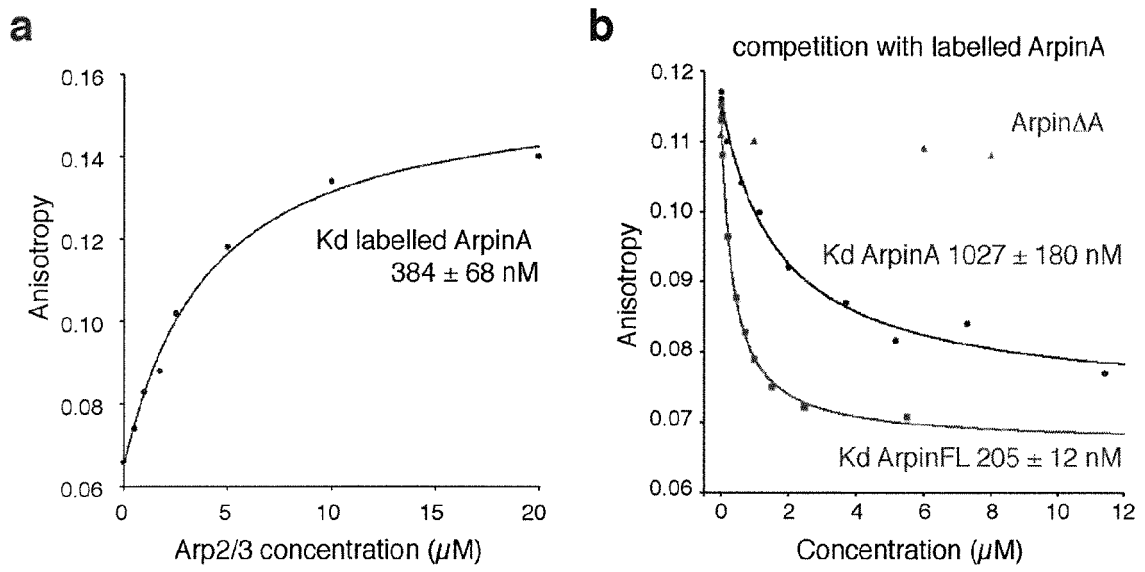 a
0.16
0.14
0.12
0.10
0.08
0.06
Anisotropy
Kd labelled ArpinA
384 ± 68 nM
0
5
10
15
20
Arp2/3 concentration (µM)
b
competition with labelled ArpinA
0.12
0.11
0.10
0.09
0.08
0.07
0.06
Anisotropy
ArpinΔA
Kd ArpinA 1027 ± 180 nM
Kd ArpinFL 205 ± 12 nM
0
2
4
6
8
10
12
Concentration (µM)